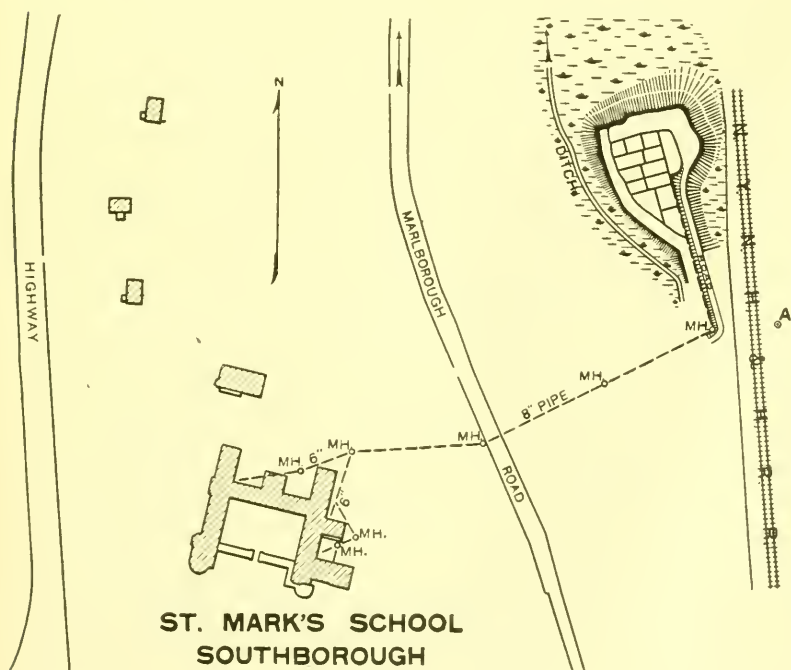 N
DITCH
MARLBOROUGH
HIGHWAY
N. Y. N. H. & H. R. R.
A
MH.
MH.
8" PIPE
MH.
MH.
6"
MH.
6"
ROAD
MH.
MH.
ST. MARK'S SCHOOL
SOUTHBOROUGH